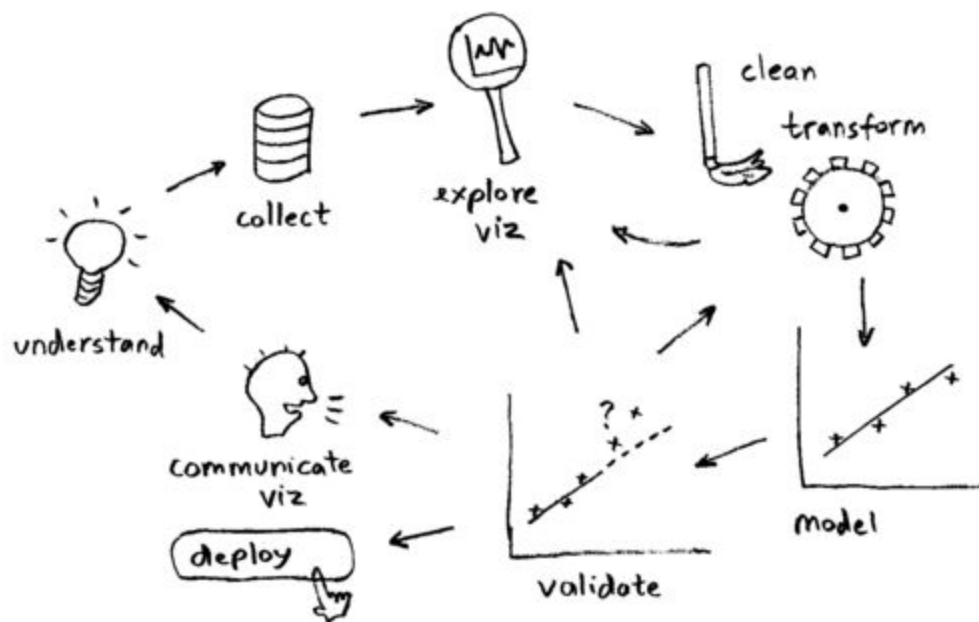 clean
transform
collect
explore
viz
understand
?
communicate
viz
model
deploy
validate